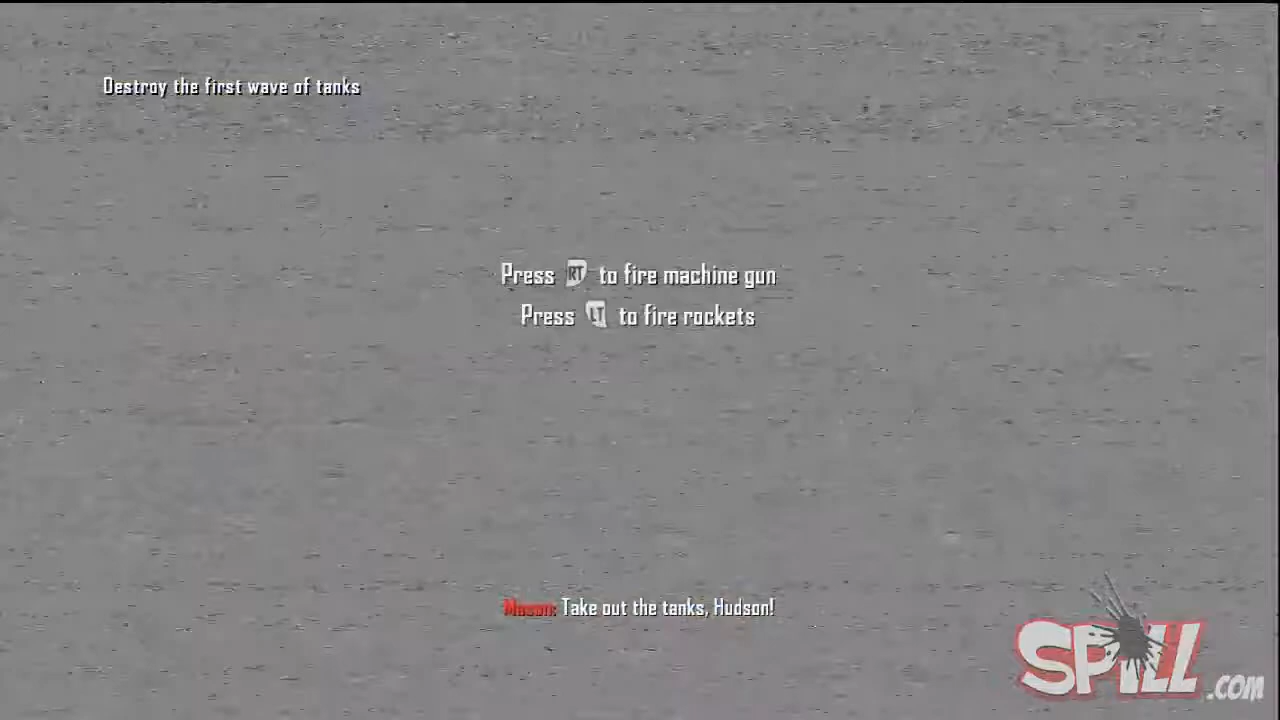 Destroy the first wave of tanks
Press RT to fire machine gun
Press LT to fire rockets
Mason: Take out the tanks, Hudson!
SPILL
.COM